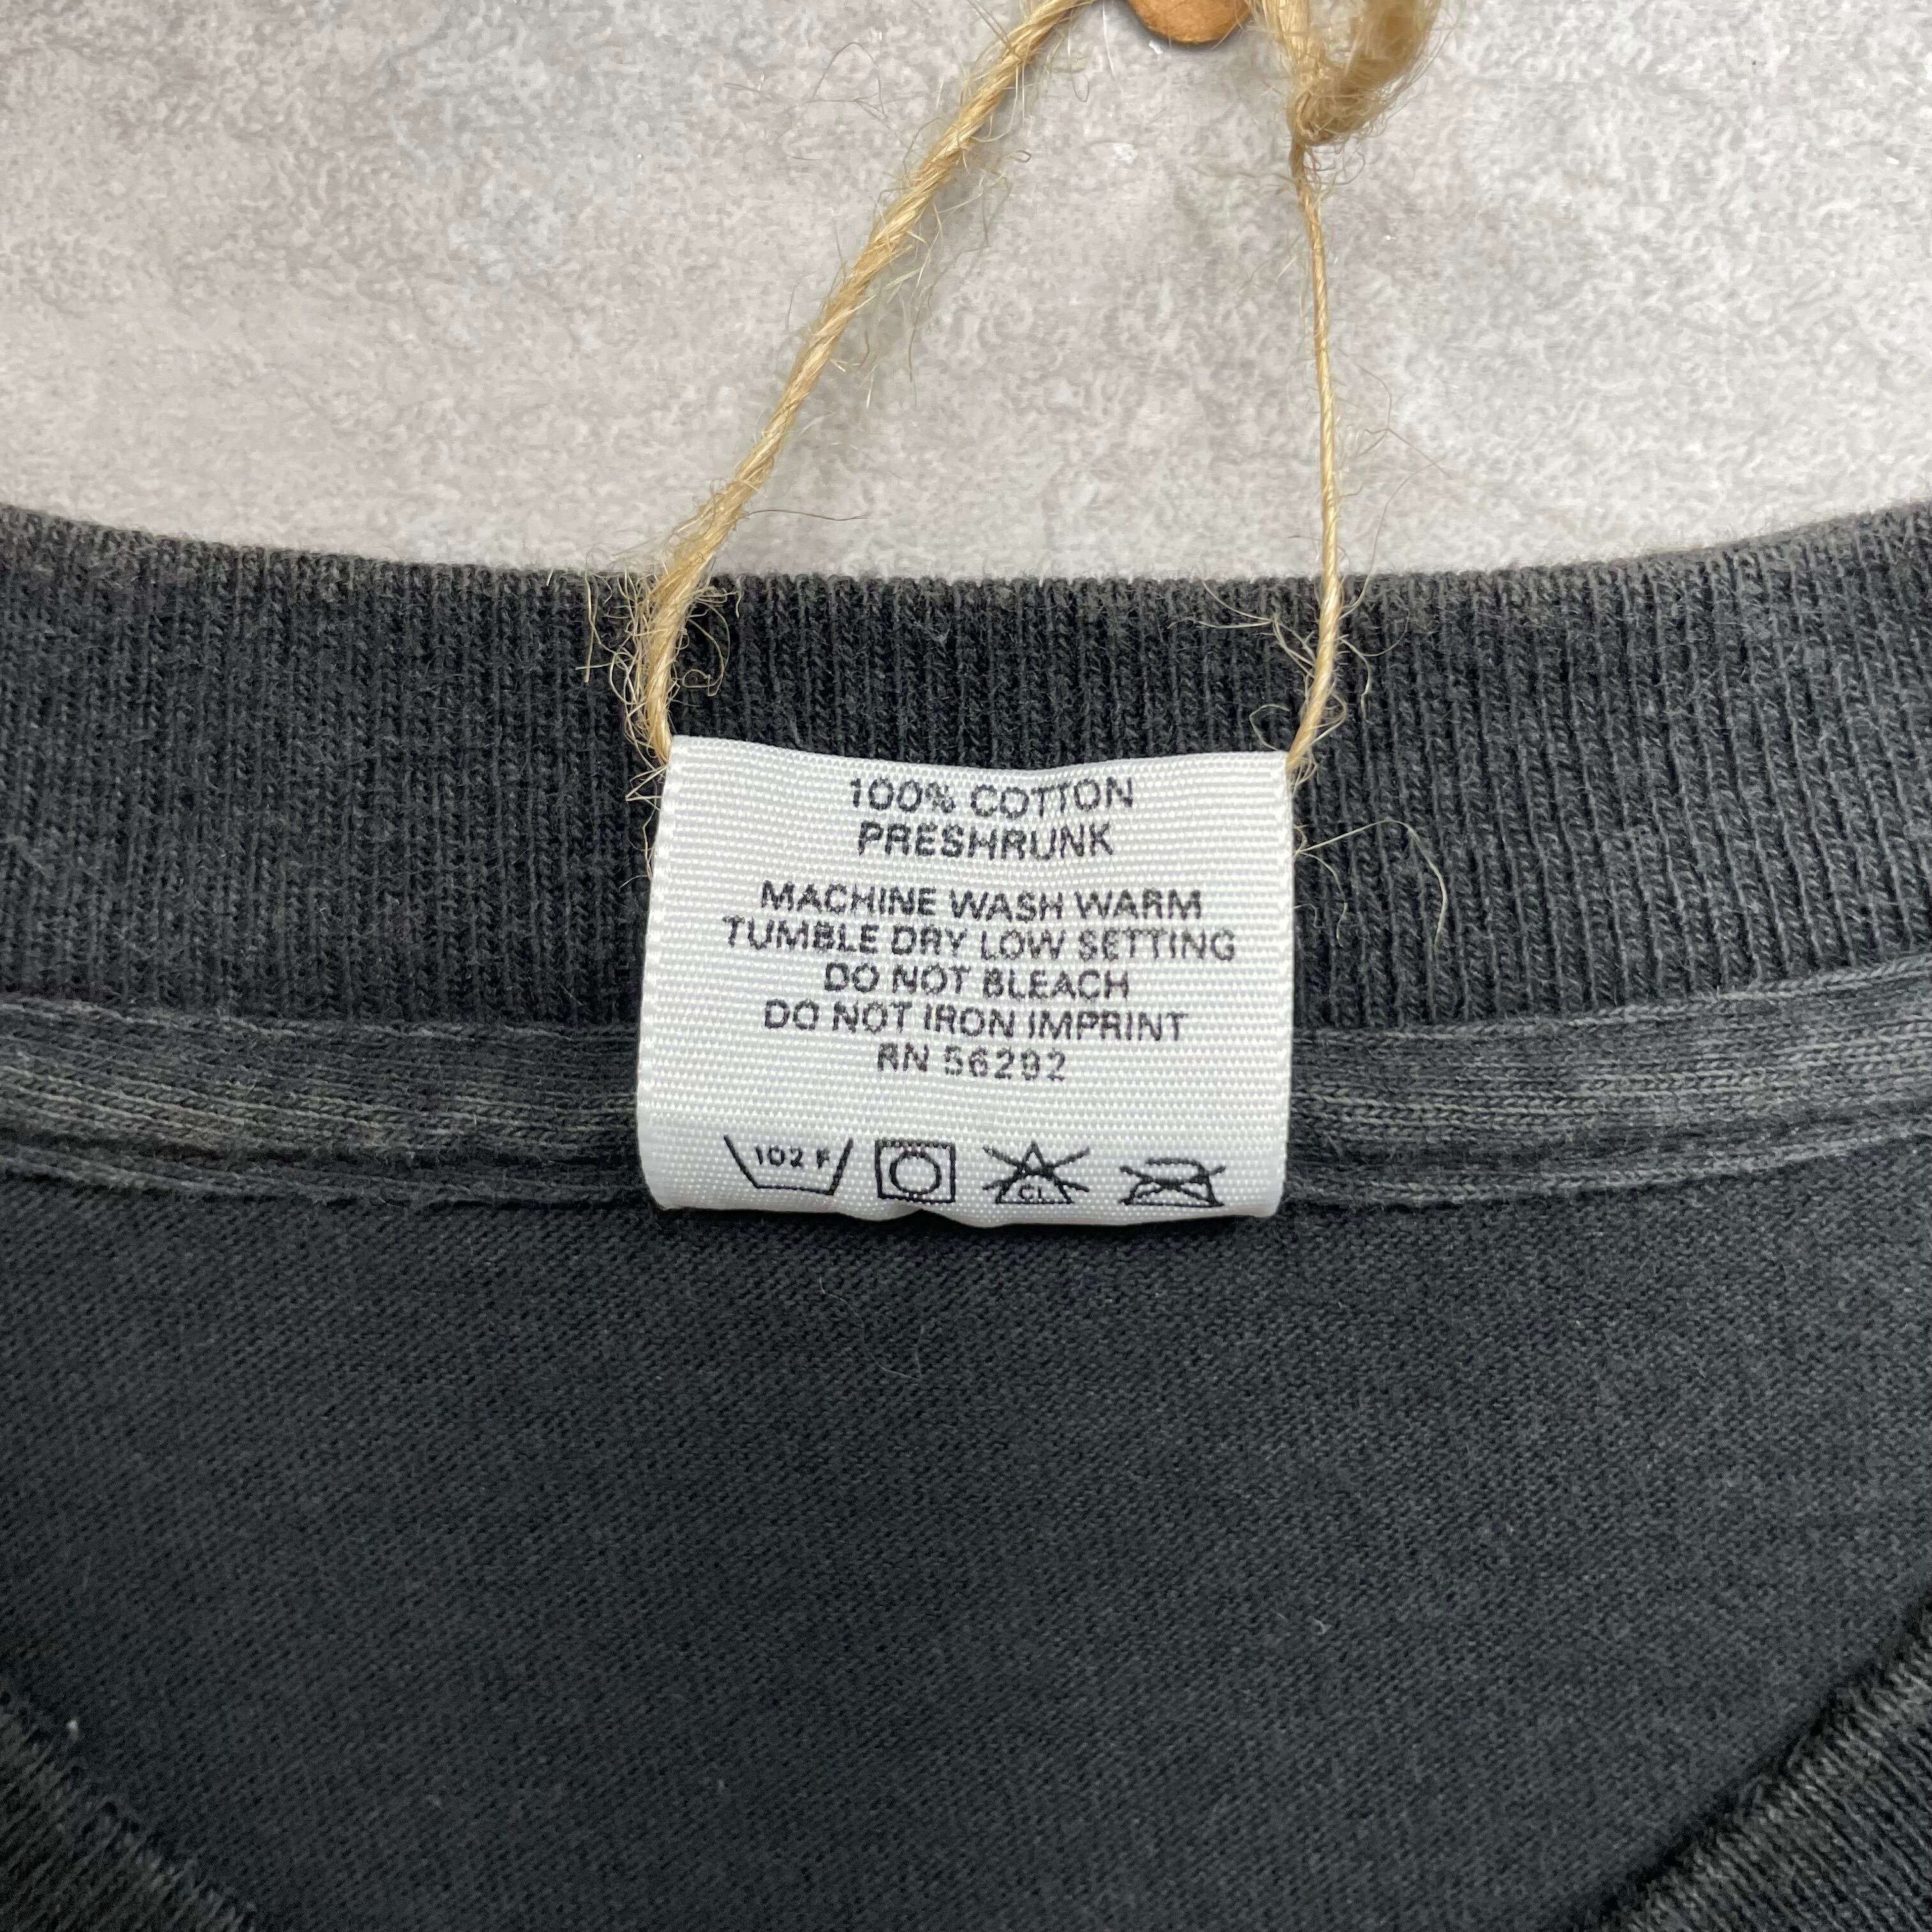 100% COTTON
PRESHRUNK
MACHINE WASH WARM
TUMBLE DRY LOW SETTING
DO NOT BLEACH
DO NOT IRON IMPRINT
RN 56292
102 F
CL